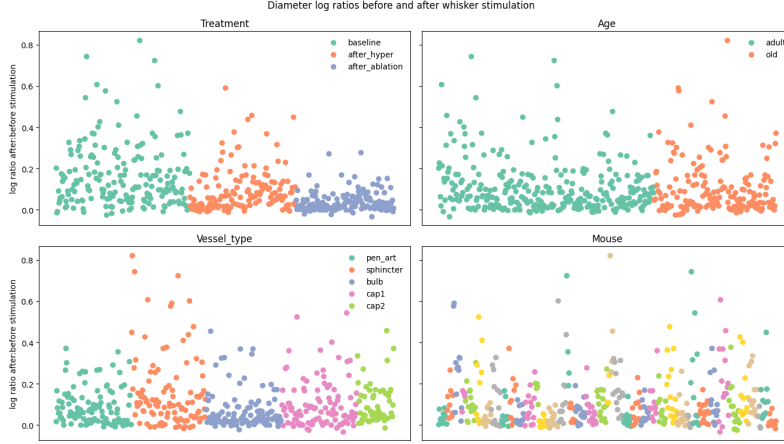 Diameter log ratios before and after whisker stimulation
Treatment
Age
log ratio after:before stimulation
0.8
0.6
0.4
0.2
0.0
baseline
after_hyper
after_ablation
adult
old
Vessel_type
Mouse
log ratio after:before stimulation
0.8
0.6
0.4
0.2
0.0
pen_art
sphincter
bulb
cap1
cap2